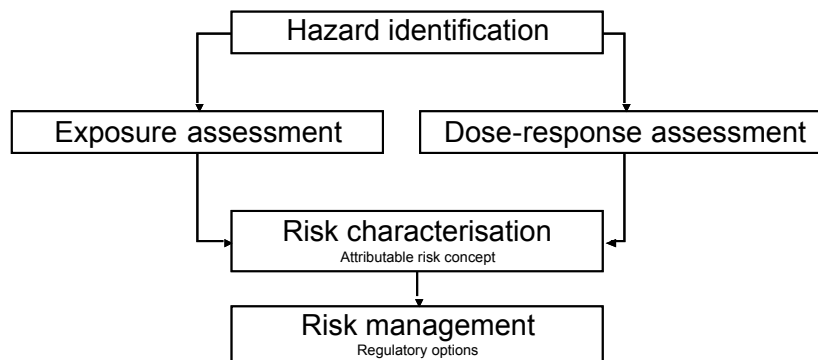 Hazard identification
Exposure assessment
Dose-response assessment
Risk characterisation
Attributable risk concept
Risk management
Regulatory options